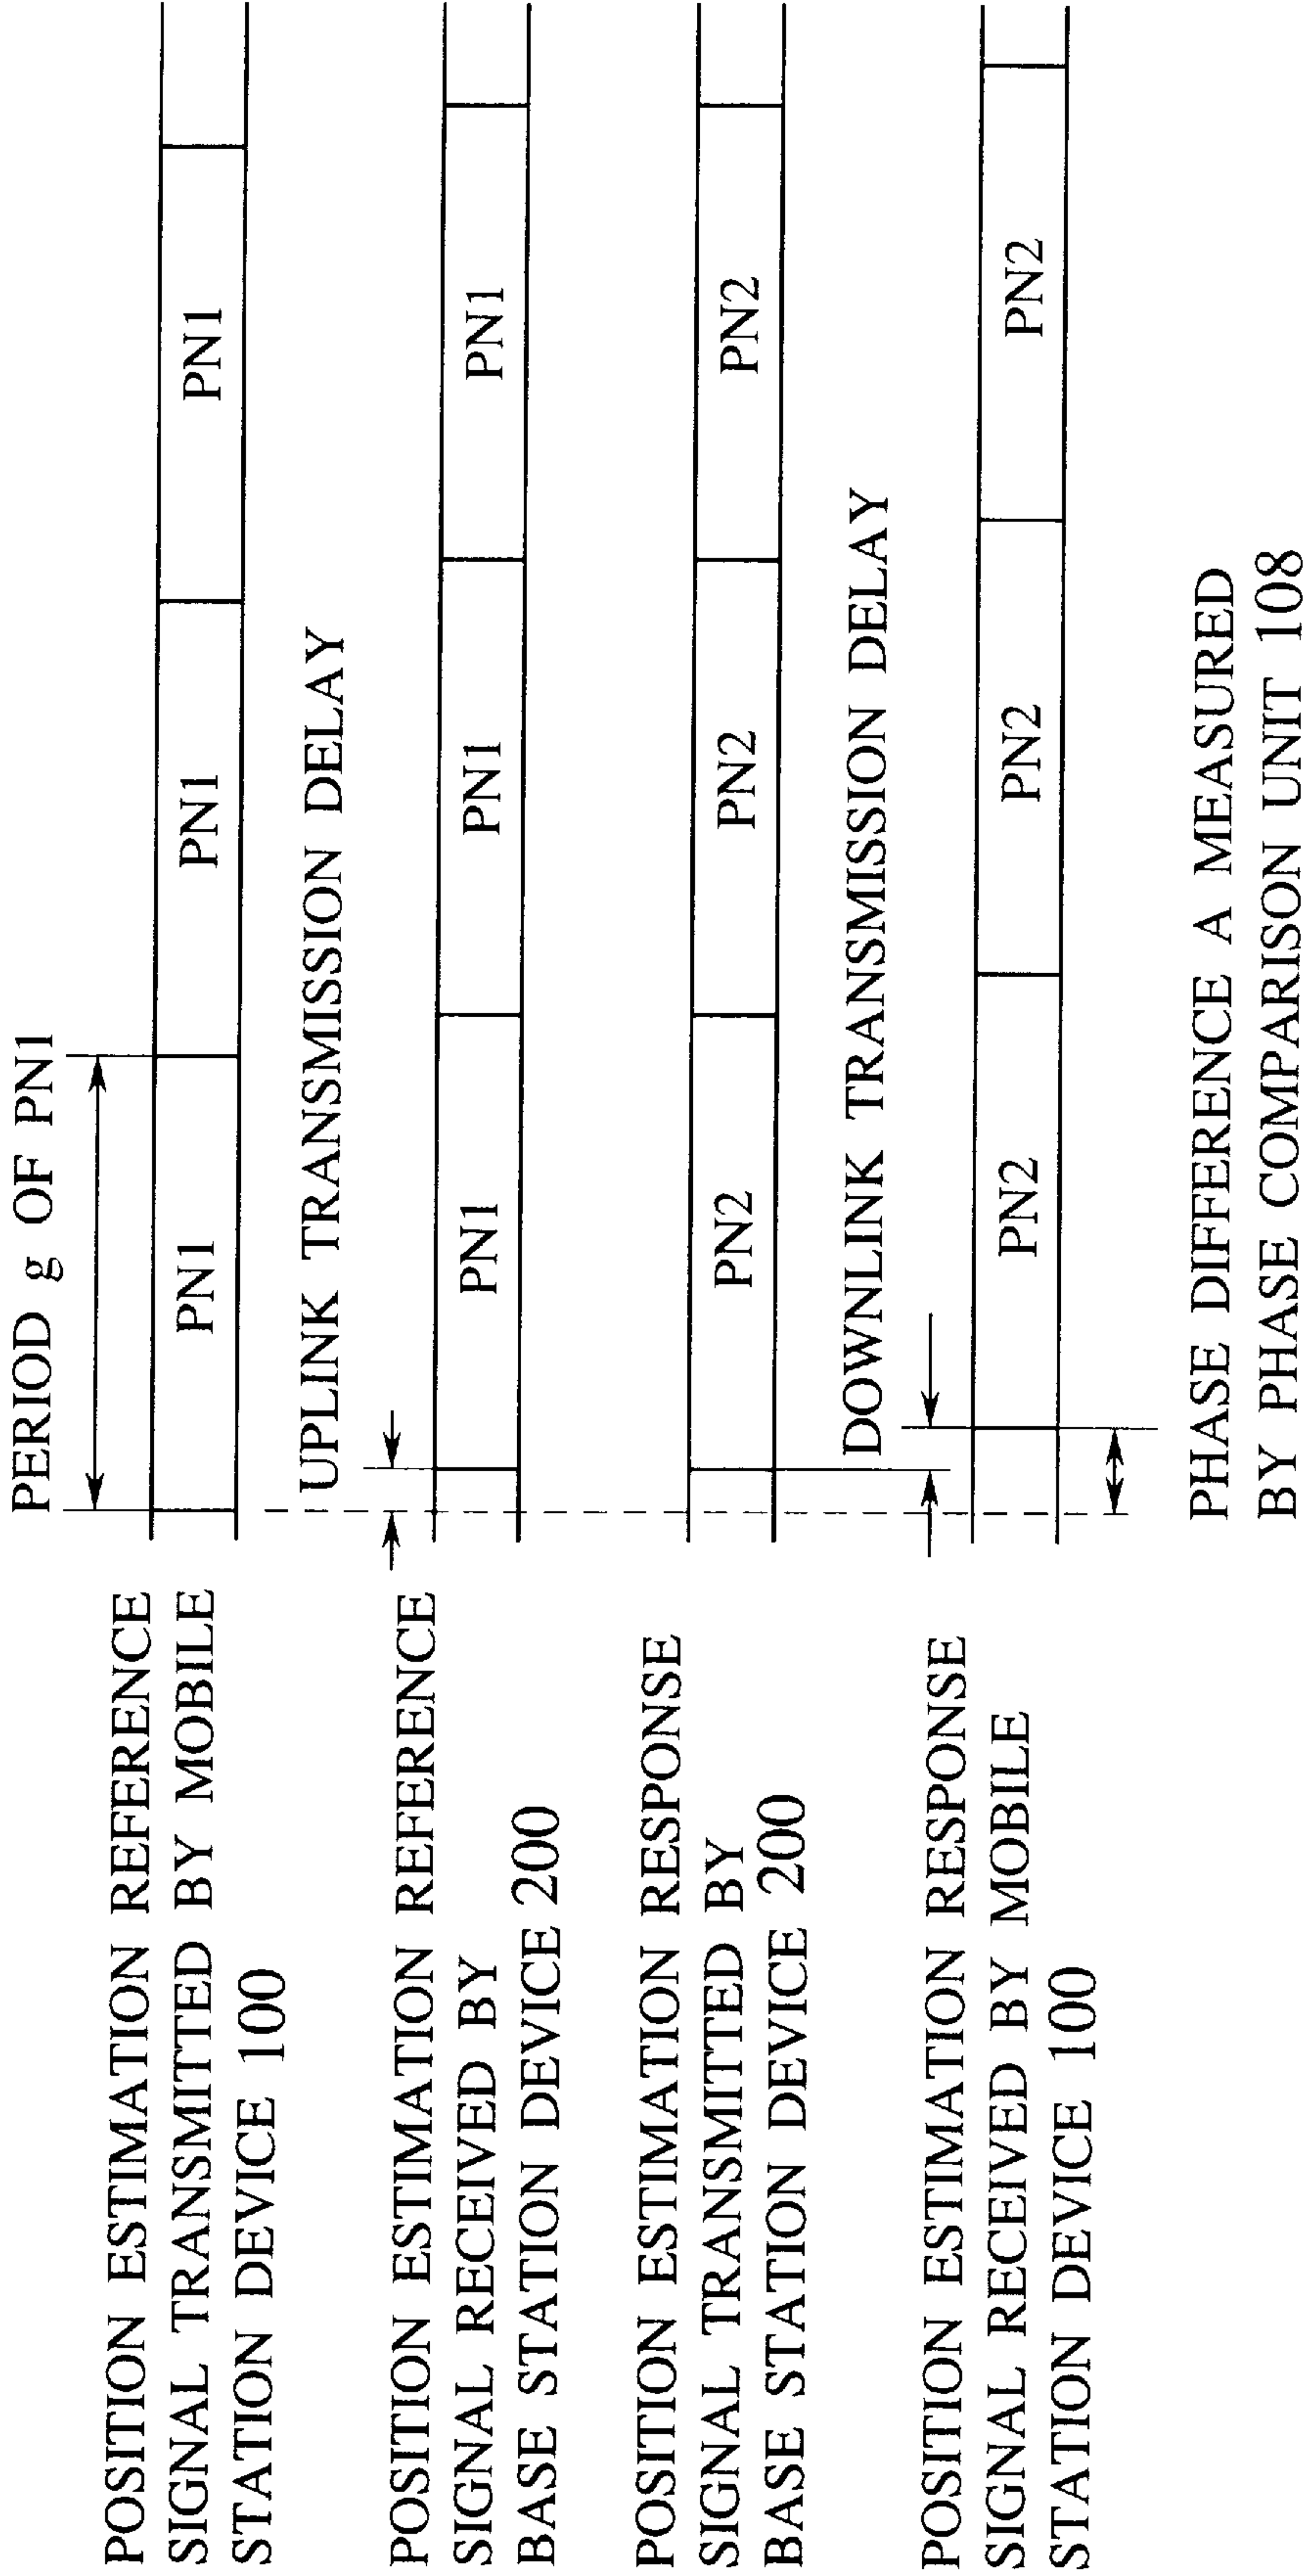 PERIOD g OF PN1
POSITION ESTIMATION REFERENCE
SIGNAL TRANSMITTED BY MOBILE
STATION DEVICE 100
PN1 PN1 PN1
UPLINK TRANSMISSION DELAY
POSITION ESTIMATION REFERENCE
SIGNAL RECEIVED BY
BASE STATION DEVICE 200
PN1 PN1 PN1
POSITION ESTIMATION RESPONSE
SIGNAL TRANSMITTED BY
BASE STATION DEVICE 200
PN2 PN2 PN2
DOWNLINK TRANSMISSION DELAY
POSITION ESTIMATION RESPONSE
SIGNAL RECEIVED BY MOBILE
STATION DEVICE 100
PN2 PN2 PN2
PHASE DIFFERENCE A MEASURED
BY PHASE COMPARISON UNIT 108